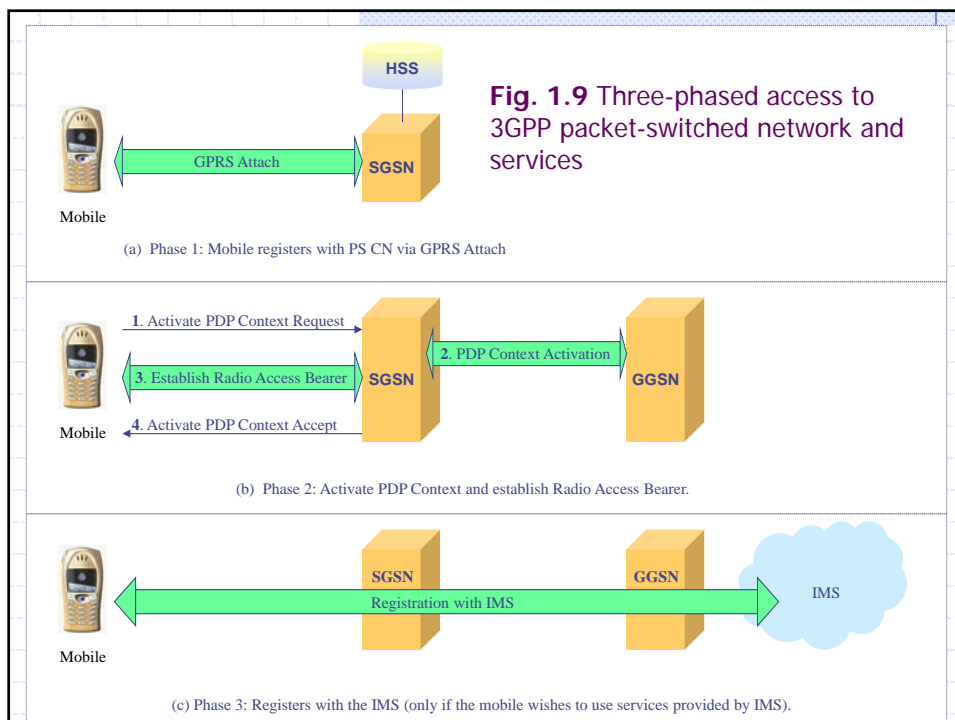 HSS
Fig. 1.9 Three-phased access to
3GPP packet-switched network and
services
GPRS Attach
SGSN
Mobile
(a) Phase 1: Mobile registers with PS CN via GPRS Attach
1. Activate PDP Context Request
2. PDP Context Activation
3. Establish Radio Access Bearer
SGSN
GGSN
4. Activate PDP Context Accept
Mobile
(b) Phase 2: Activate PDP Context and establish Radio Access Bearer.
SGSN
GGSN
IMS
Registration with IMS
Mobile
(c) Phase 3: Registers with the IMS (only if the mobile wishes to use services provided by IMS).